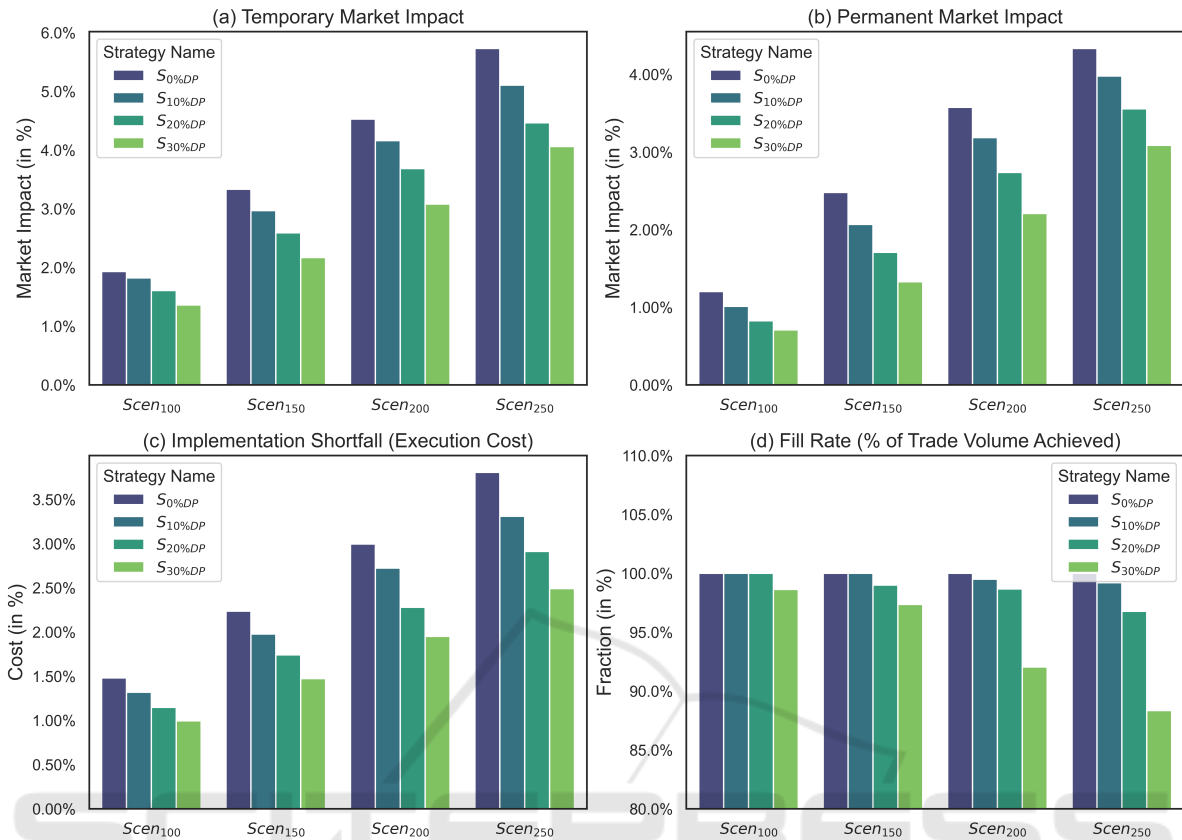 (a) Temporary Market Impact
Market Impact (in %)
6.0%
5.0%
4.0%
3.0%
2.0%
1.0%
0.0%
Strategy Name
S0%DP
S10%DP
S20%DP
S30%DP
Scen100
Scen150
Scen200
Scen250
(b) Permanent Market Impact
Market Impact (in %)
4.00%
3.00%
2.00%
1.00%
0.00%
Strategy Name
S0%DP
S10%DP
S20%DP
S30%DP
Scen100
Scen150
Scen200
Scen250
(c) Implementation Shortfall (Execution Cost)
Cost (in %)
3.50%
3.00%
2.50%
2.00%
1.50%
1.00%
0.50%
0.00%
Strategy Name
S0%DP
S10%DP
S20%DP
S30%DP
Scen100
Scen150
Scen200
Scen250
(d) Fill Rate (% of Trade Volume Achieved)
Fraction (in %)
110.0%
105.0%
100.0%
95.0%
90.0%
85.0%
80.0%
Strategy Name
S0%DP
S10%DP
S20%DP
S30%DP
Scen100
Scen150
Scen200
Scen250